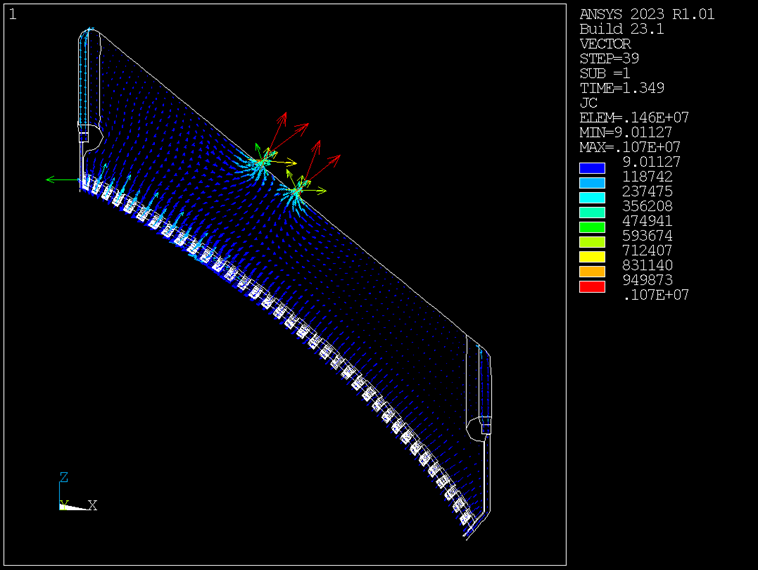 1
ANSYS 2023 R1.01
Build 23.1
VECTOR
STEP=39
SUB =1
TIME=1.349
JC
ELEM=.146E+07
MIN=9.01127
MAX=.107E+07
9.01127
118742
237475
356208
474941
593674
712407
831140
949873
.107E+07
Z
Y X